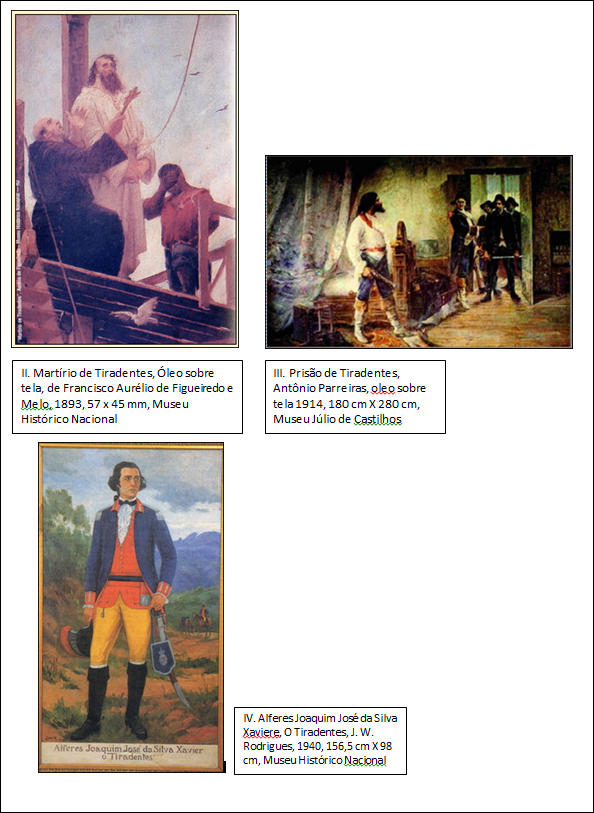 II. Martírio de Tiradentes, Óleo sobre
tela, de Francisco Aurélio de Figueiredo e
Melo, 1893, 57 x 45 mm, Museu
Histórico Nacional
III. Prisão de Tiradentes,
Antônio Parreiras, oleo sobre
tela 1914, 180 cm X 280 cm,
Museu Júlio de Castilhos
Alferes Joaquim José da Silva Xavier
o Tiradentes
IV. Alferes Joaquim José da Silva
Xaviere, O Tiradentes, J. W.
Rodrigues, 1940, 156,5 cm X 98
cm, Museu Histórico Nacional